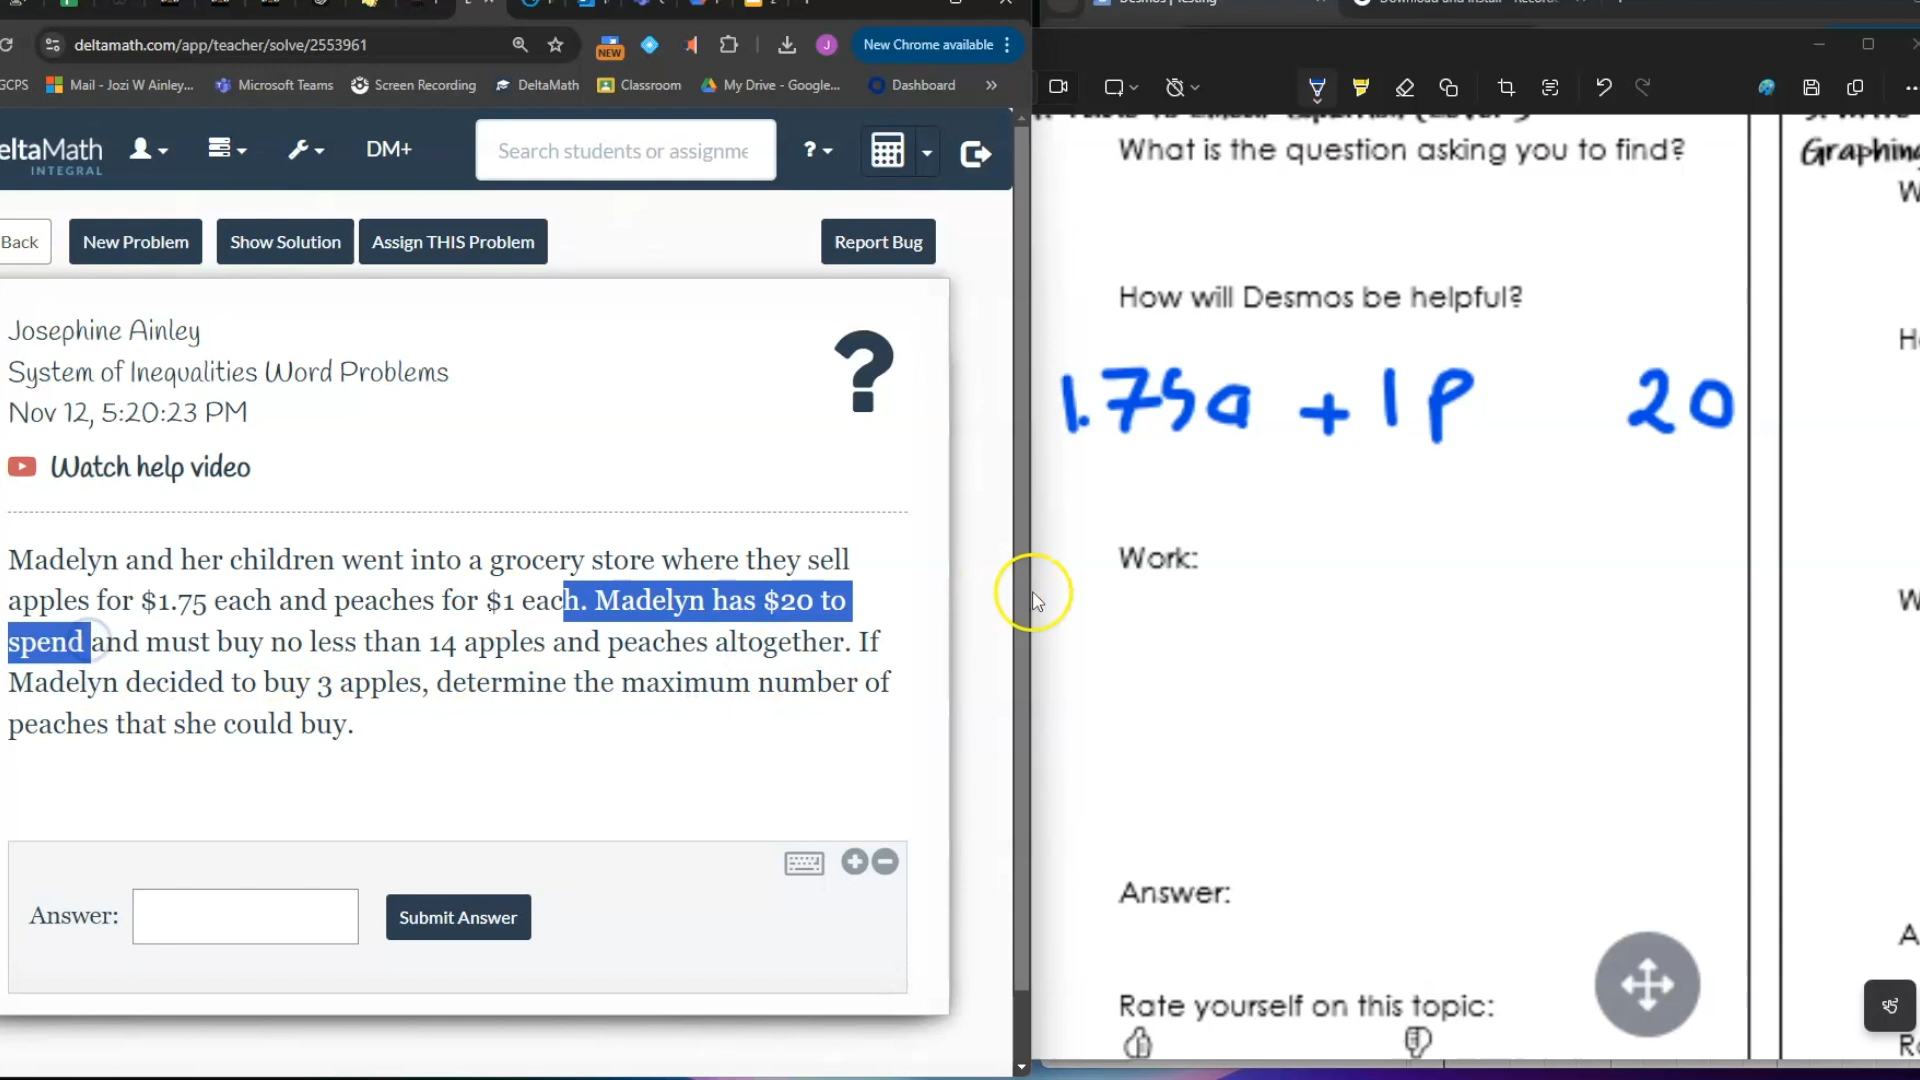 deltamath.com/app/teacher/solve/2553961
NEW
J
New Chrome available
GCPS
Mail - Jozi W Ainley...
Microsoft Teams
Screen Recording
DeltaMath
Classroom
My Drive - Google...
Dashboard
»
eltaMath
INTEGRAL
DM+
Search students or assignme
?
Back
New Problem
Show Solution
Assign THIS Problem
Report Bug
Josephine Ainley
System of Inequalities Word Problems
Nov 12, 5:20:23 PM
?
Watch help video
Madelyn and her children went into a grocery store where they sell
apples for $1.75 each and peaches for $1 each. Madelyn has $20 to
spend and must buy no less than 14 apples and peaches altogether. If
Madelyn decided to buy 3 apples, determine the maximum number of
peaches that she could buy.
Answer:
Submit Answer
What is the question asking you to find?
How will Desmos be helpful?
1.75a + 1p 20
Work:
Answer:
Rate yourself on this topic:
Graphing